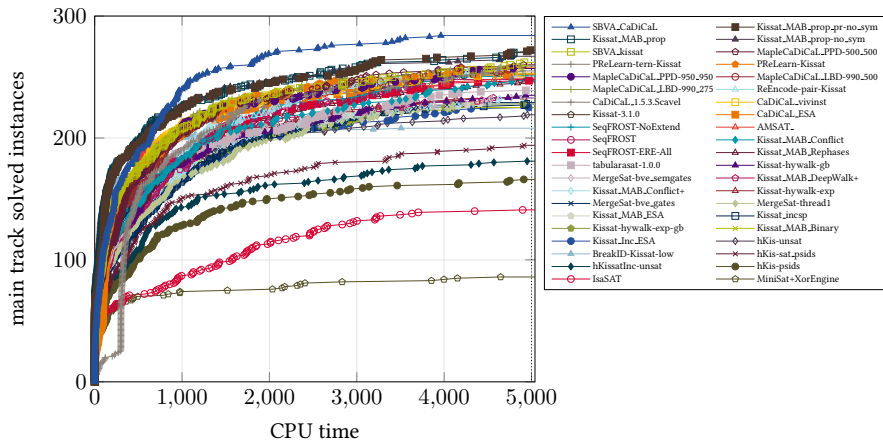 300
200
100
0
main track solved instances
0
1,000
2,000
3,000
4,000
5,000
CPU time
SBVA_CaDiCaL
Kissat_MAB_prop_pr-no_sym
Kissat_MAB_prop
Kissat_MAB_prop-no_sym
SBVA_kissat
MapleCaDiCaL_PPD-500_500
PReLearn-tern-Kissat
PReLearn-Kissat
MapleCaDiCaL_PPD-950_950
MapleCaDiCaL_LBD-990_500
MapleCaDiCaL_LBD-990_275
ReEncode-pair-Kissat
CaDiCaL_1.5.3.Scavel
CaDiCaL_vivinst
Kissat-3.1.0
CaDiCaL_ESA
SeqFROST-NoExtend
AMSAT_
SeqFROST
Kissat_MAB_Conflict
SeqFROST-ERE-All
Kissat_MAB_Rephases
tabularasat-1.0.0
Kissat-hywalk-gb
MergeSat-bve_semgates
Kissat_MAB_DeepWalk+
Kissat_MAB_Conflict+
Kissat-hywalk-exp
MergeSat-bve_gates
MergeSat-thread1
Kissat_MAB_ESA
Kissat_incsp
Kissat-hywalk-exp-gb
Kissat_MAB_Binary
Kissat_Inc_ESA
hKis-unsat
BreakID-Kissat-low
hKis-sat_psids
hKissatInc-unsat
hKis-psids
IsaSAT
MiniSat+XorEngine